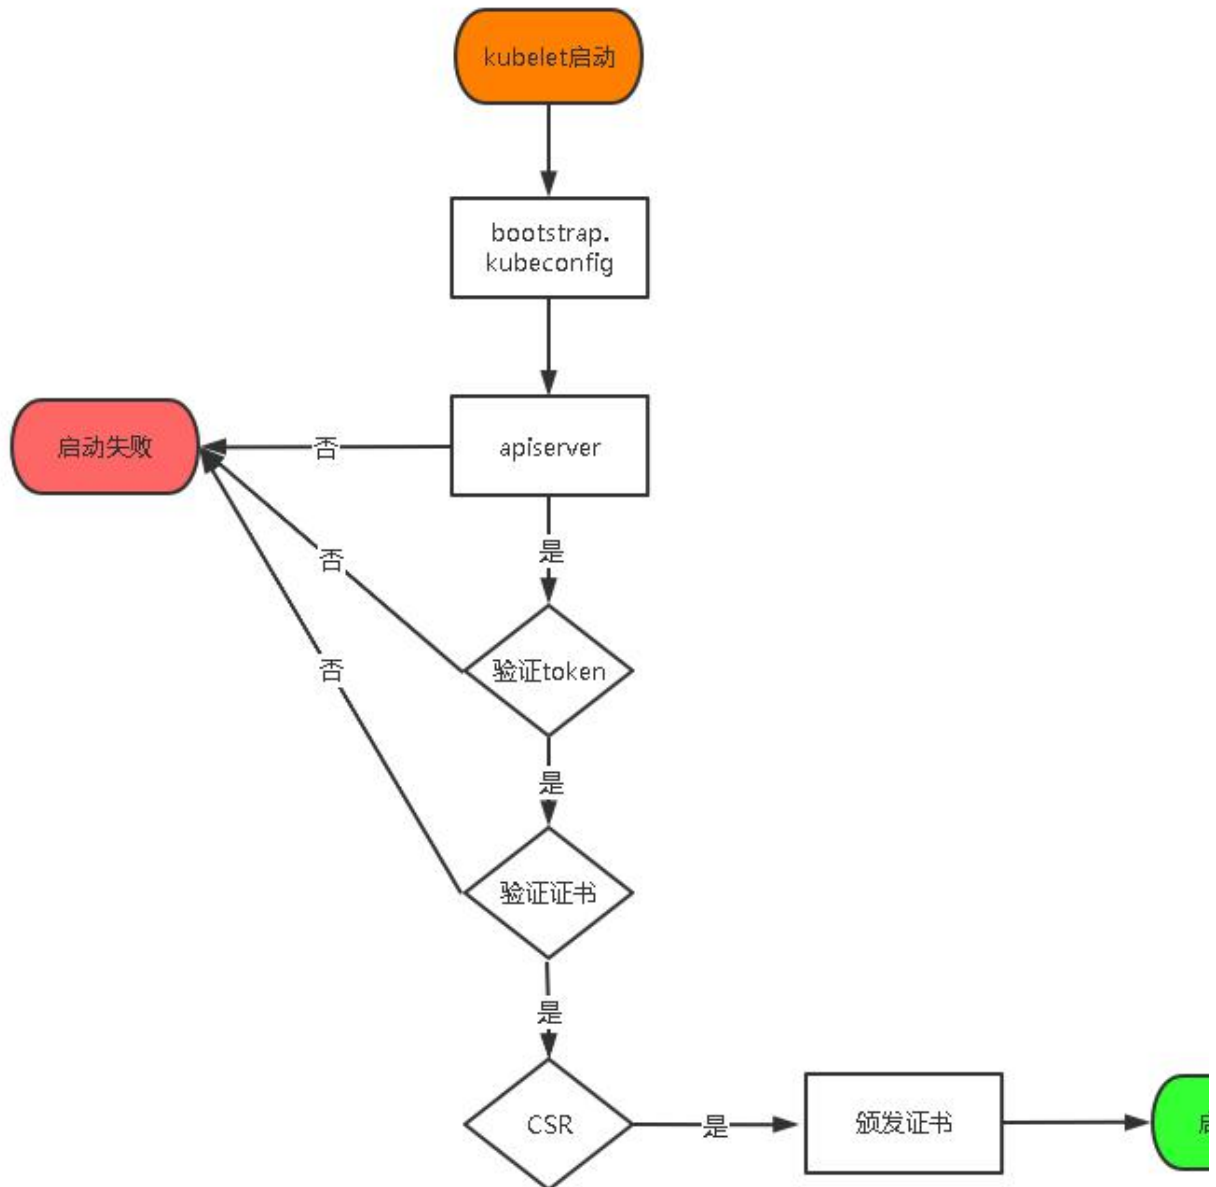 kubelet启动
bootstrap.
kubeconfig
启动失败
否
apiserver
是
否
验证token
否
是
验证证书
是
CSR
是
颁发证书